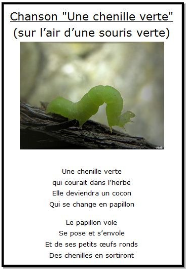 Chanson "Une chenille verte"
(sur l'air d'une souris verte)
Une chenille verte
qui courait dans l'herbe
Elle deviendra un cocon
Qui se change en papillon
Le papillon vole
Se pose et s'envole
Et de ses petits œufs ronds
Des chenilles en sortiront